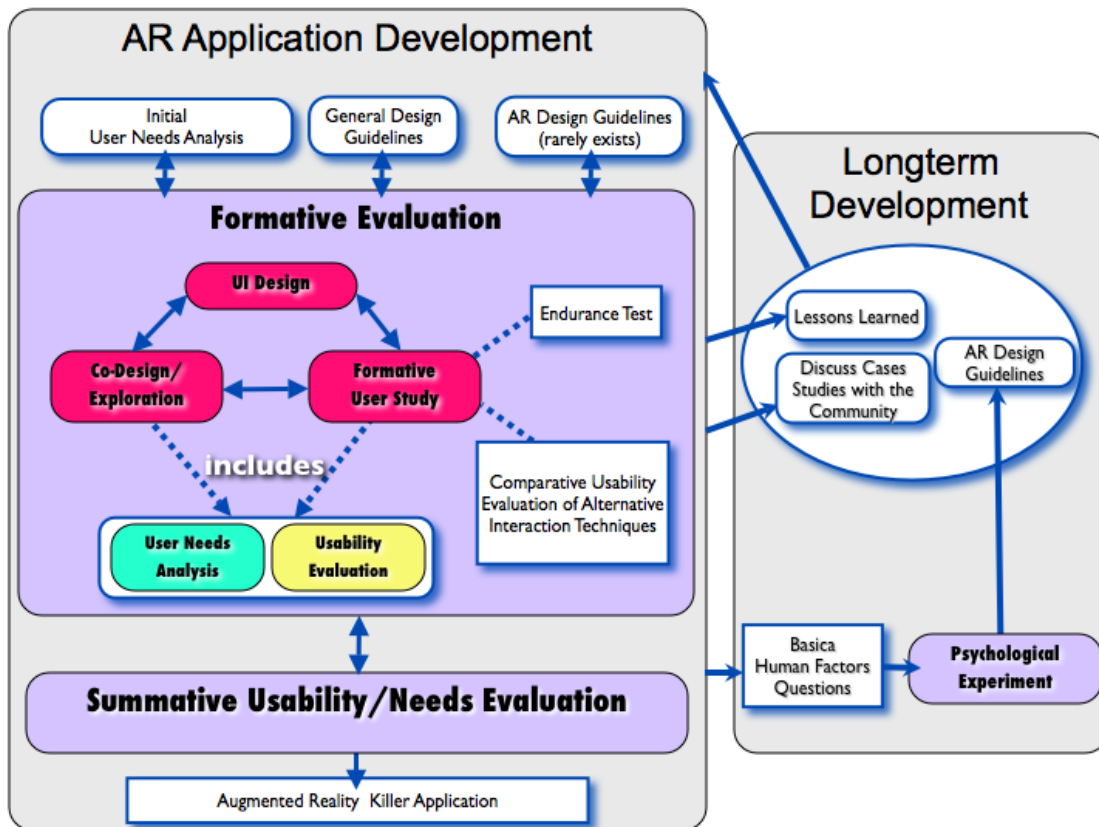 AR Application Development
Initial
User Needs Analysis
General Design
Guidelines
AR Design Guidelines
(rarely exists)
Formative Evaluation
UI Design
Co-Design/
Exploration
Formative
User Study
Endurance Test
includes
Comparative Usability
Evaluation of Alternative
Interaction Techniques
User Needs
Analysis
Usability
Evaluation
Summative Usability/Needs Evaluation
Augmented Reality Killer Application
Longterm
Development
Lessons Learned
Discuss Cases
Studies with the
Community
AR Design
Guidelines
Basica
Human Factors
Questions
Psychological
Experiment